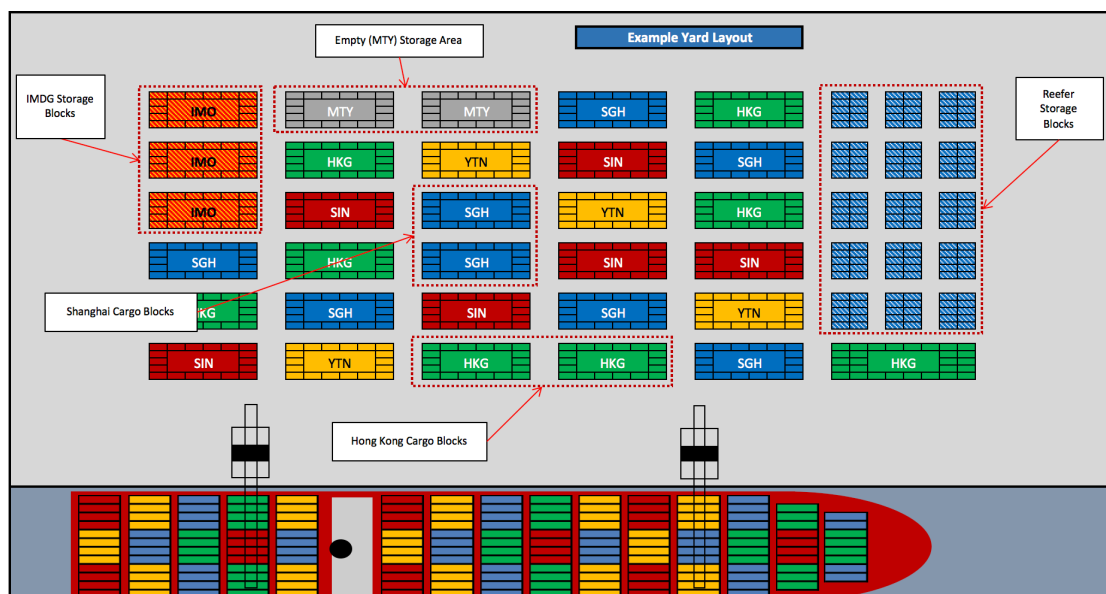 Example Yard Layout
Empty (MTY) Storage Area
IMDG Storage
Blocks
Reefer
Storage
Blocks
IMO MTY MTY SGH HKG
IMO HKG YTN SIN SGH
IMO SIN SGH YTN HKG
SGH HKG SGH SIN SIN
Shanghai Cargo Blocks
HKG SGH SIN SGH YTN
SIN YTN HKG HKG SGH HKG
Hong Kong Cargo Blocks